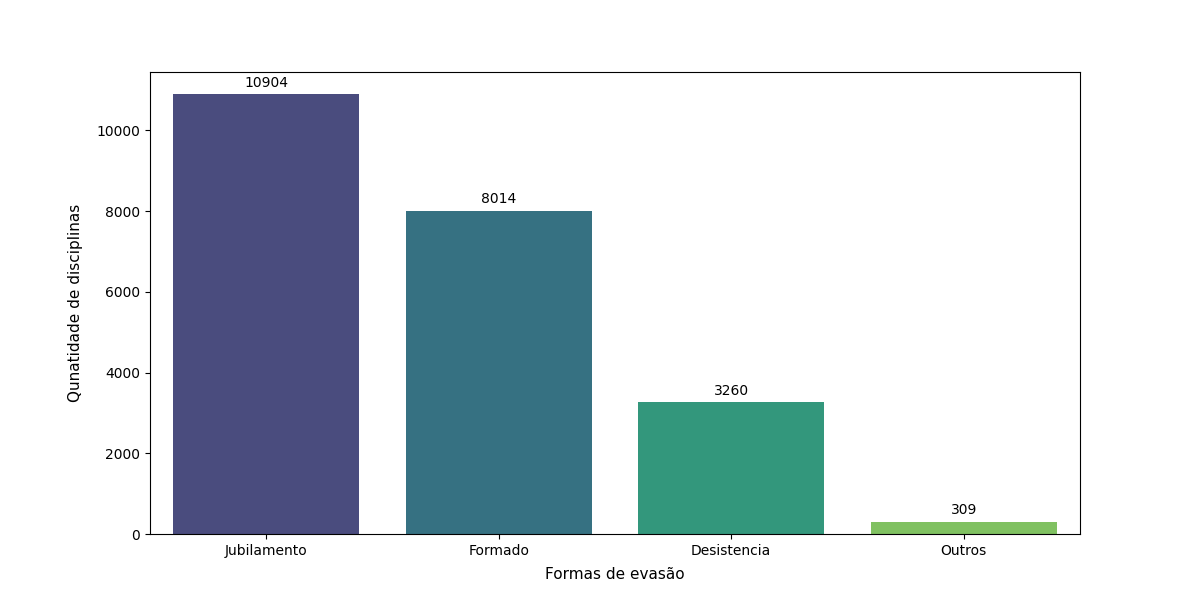 10904
8014
3260
309
10000
8000
6000
4000
2000
0
Qunatidade de disciplinas
Jubilamento
Formado
Desistencia
Outros
Formas de evasão